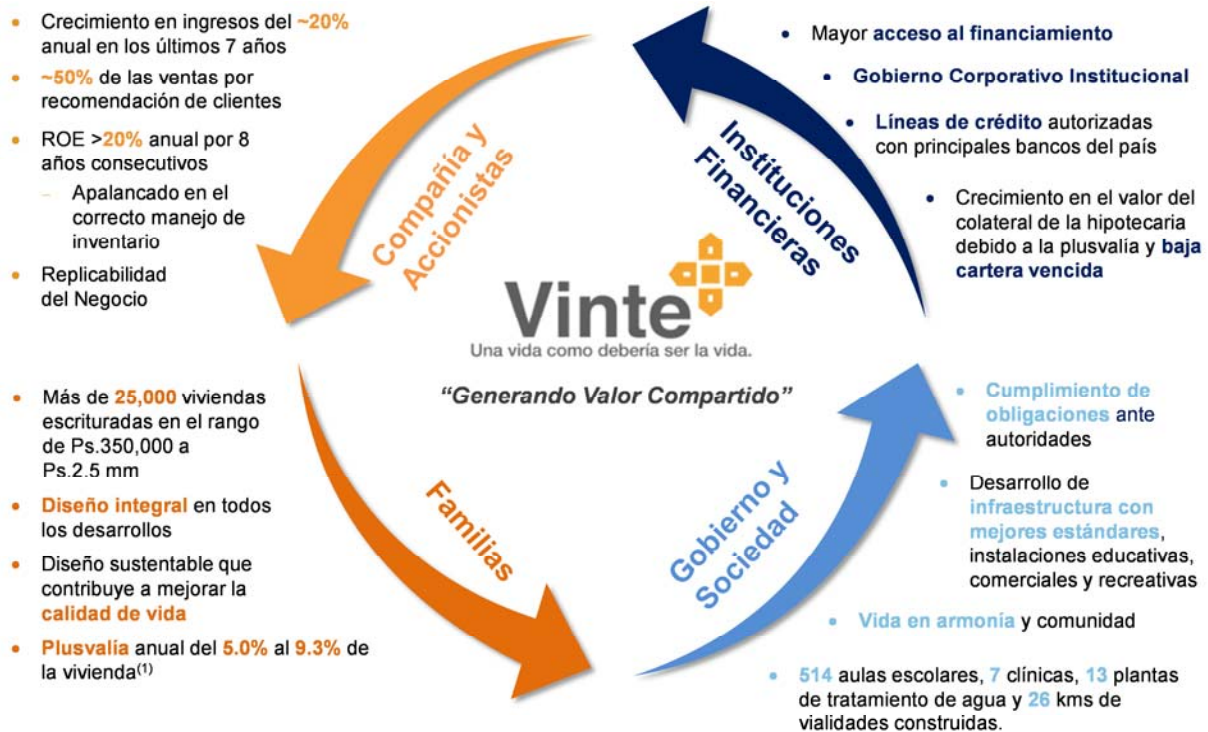 • Crecimiento en ingresos del ~20%
anual en los últimos 7 años
• ~50% de las ventas por
recomendación de clientes
• ROE >20% anual por 8
años consecutivos
– Apalancado en el
correcto manejo de
inventario
• Replicabilidad
del Negocio
Compañía y
Accionistas
• Mayor acceso al financiamiento
• Gobierno Corporativo Institucional
• Líneas de crédito autorizadas
con principales bancos del país
• Crecimiento en el valor del
colateral de la hipotecaria
debido a la plusvalía y baja
cartera vencida
Instituciones
Financieras
Vinte
Una vida como debería ser la vida.
“Generando Valor Compartido”
• Más de 25,000 viviendas
escrituradas en el rango
de Ps.350,000 a
Ps.2.5 mm
• Diseño integral en todos
los desarrollos
• Diseño sustentable que
contribuye a mejorar la
calidad de vida
• Plusvalía anual del 5.0% al 9.3% de
la vivienda(1)
Familias
Gobierno y
Sociedad
• Cumplimiento de
obligaciones ante
autoridades
• Desarrollo de
infraestructura con
mejores estándares,
instalaciones educativas,
comerciales y recreativas
• Vida en armonía y comunidad
• 514 aulas escolares, 7 clínicas, 13 plantas
de tratamiento de agua y 26 kms de
vialidades construidas.